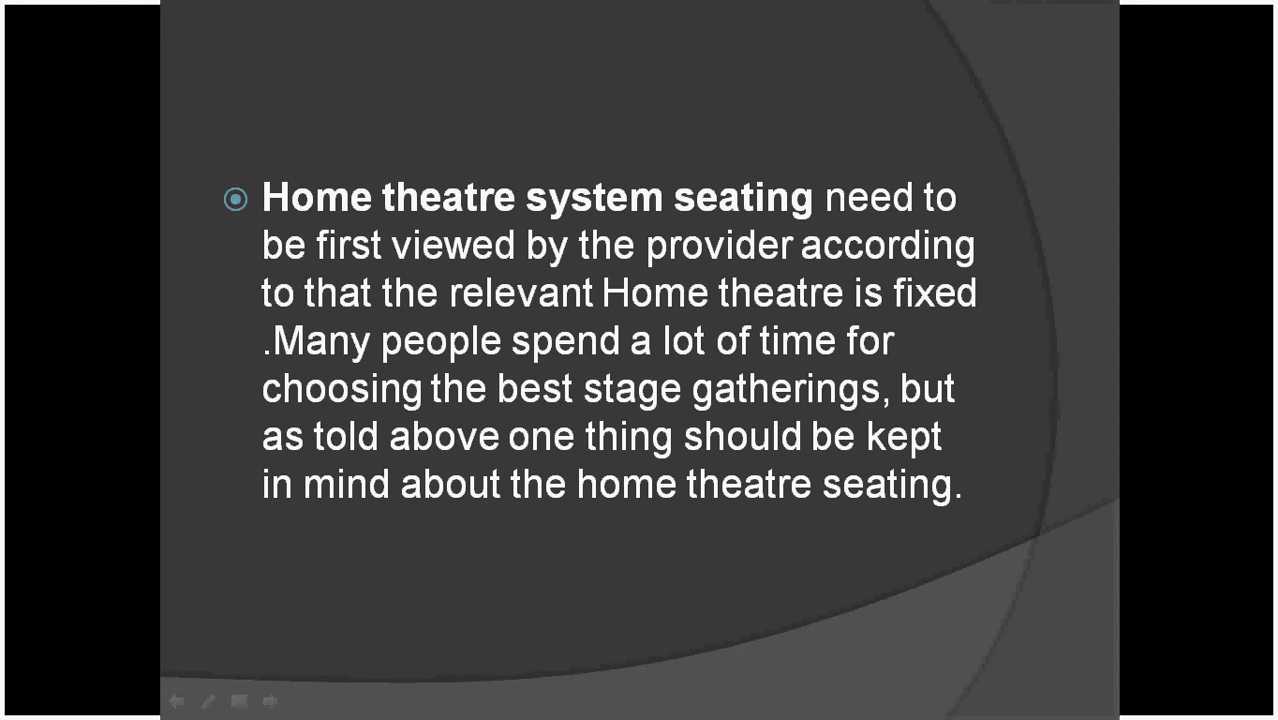 Home theatre system seating need to
be first viewed by the provider according
to that the relevant Home theatre is fixed
.Many people spend a lot of time for
choosing the best stage gatherings, but
as told above one thing should be kept
in mind about the home theatre seating.